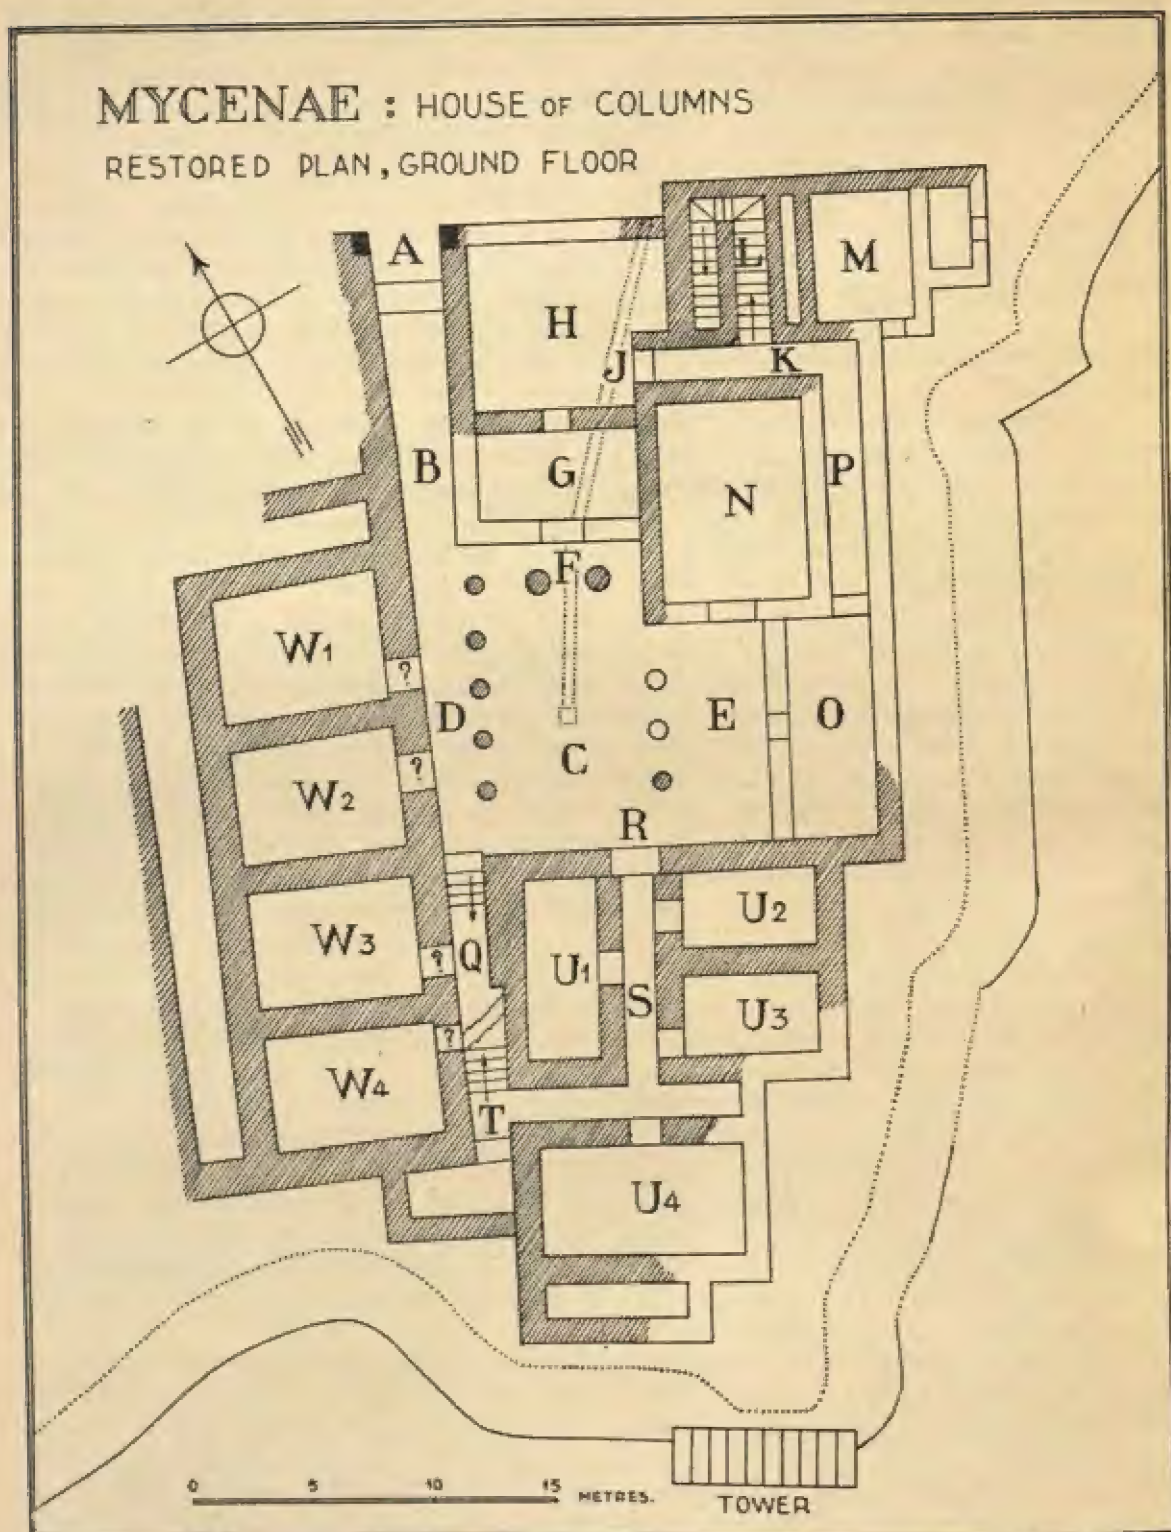 MYCENAE : HOUSE OF COLUMNS
RESTORED PLAN, GROUND FLOOR
A
L
M
H
J
K
B
G
P
N
F
W1
?
D
E
O
C
?
W2
R
U2
W3
?
Q
U1
S
U3
?
W4
T
U4
0 5 10 15
METRES.
TOWER